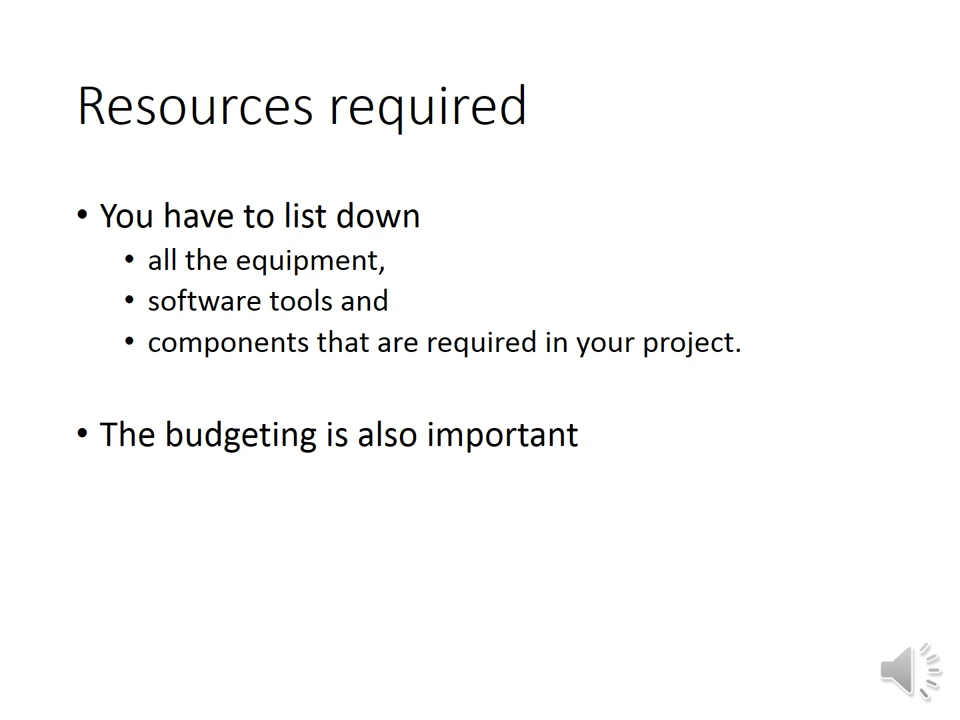 Resources required
• You have to list down
• all the equipment,
• software tools and
• components that are required in your project.
• The budgeting is also important